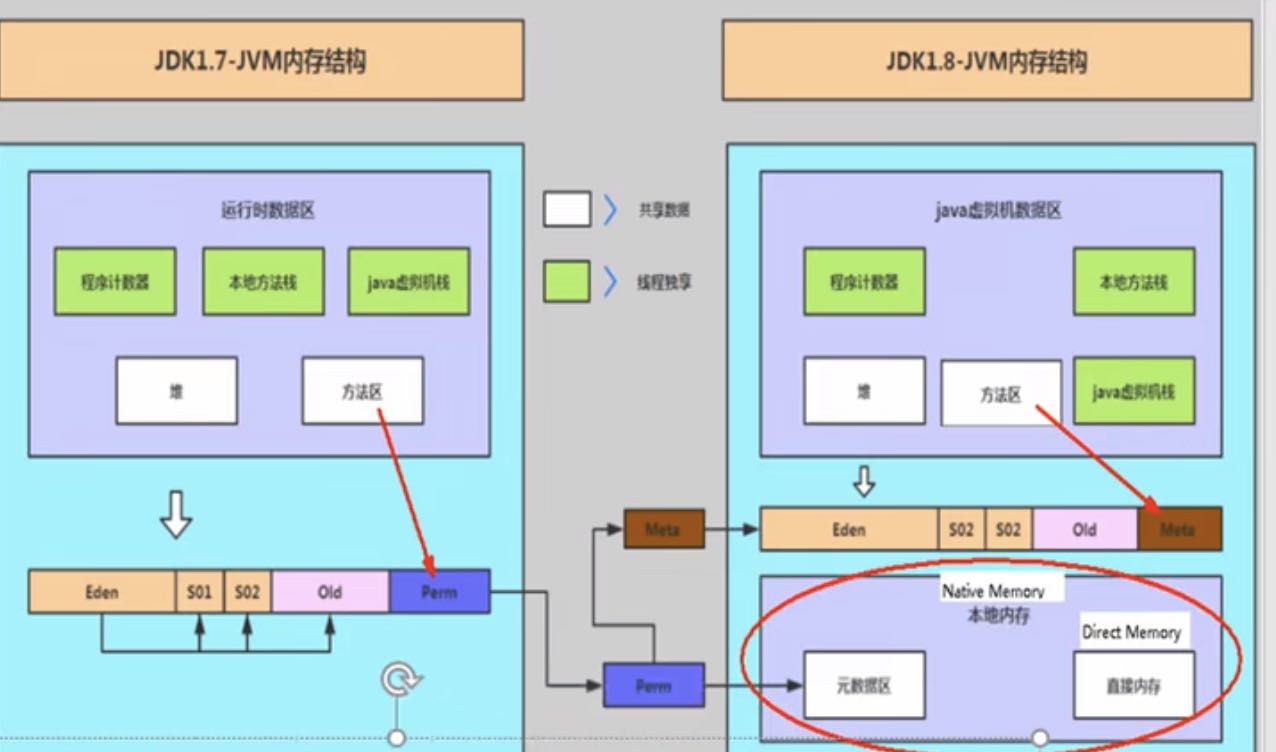 JDK1.7-JVM内存结构
JDK1.8-JVM内存结构
运行时数据区
程序计数器
本地方法栈
java虚拟机栈
堆
方法区
Eden
S01
S02
Old
Perm
共享数据
线程独享
Meta
Perm
java虚拟机数据区
程序计数器
本地方法栈
堆
方法区
java虚拟机栈
Eden
S02
S02
Old
Meta
Native Memory
本地内存
Direct Memory
元数据区
直接内存